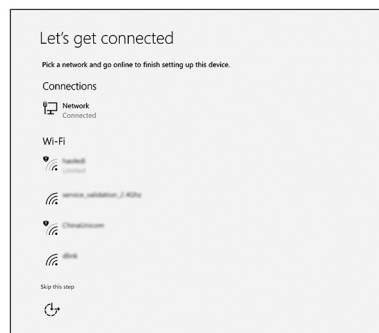 Let's get connected
Pick a network and go online to finish setting up this device.
Connections
Network
Connected
Wi-Fi
Limited
service_validation_2.4Ghz
ChinaUnicom
dlink
Skip this step